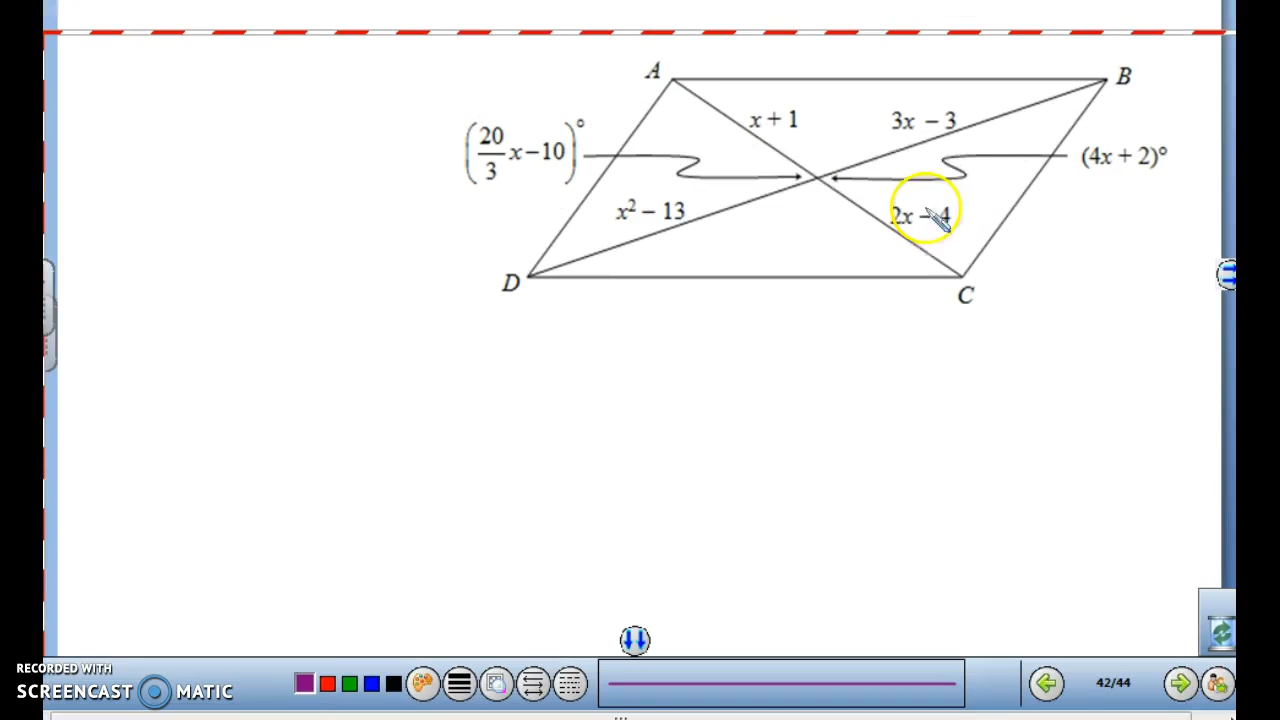 A
B
x + 1
3x − 3
(20/3 x − 10)°
(4x + 2)°
x² − 13
2x − 4
D
C
RECORDED WITH
SCREENCAST MATIC
42/44